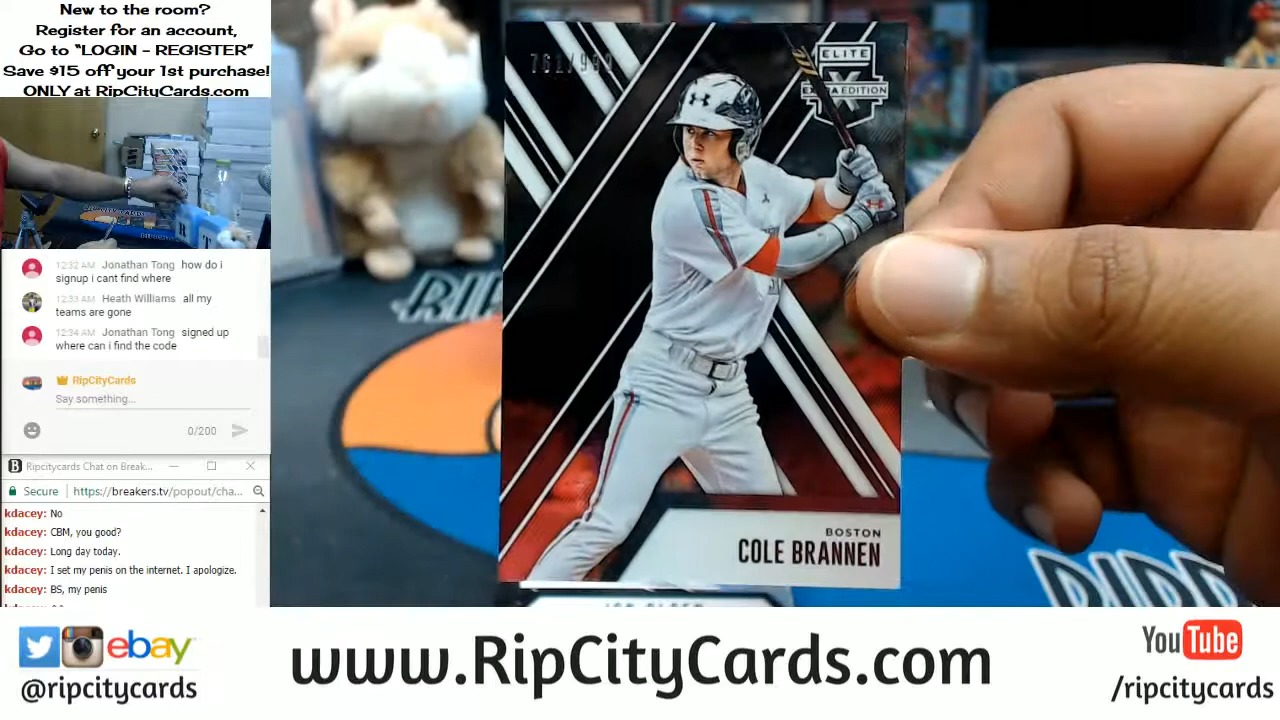 New to the room?
Register for an account,
Go to “LOGIN - REGISTER”
Save $15 off your 1st purchase!
ONLY at RipCityCards.com
12:32 AM Jonathan Tong how do i
signup i cant find where
12:33 AM Heath Williams all my
teams are gone
12:34 AM Jonathan Tong signed up
where can i find the code
RipCityCards
Say something...
0/200
Ripcitycards Chat on Break...
Secure https://breakers.tv/popout/cha...
kdacey: No
kdacey: CBM, you good?
kdacey: Long day today.
kdacey: I set my penis on the internet. I apologize.
kdacey: BS, my penis
kdacey:
ELITE
EXTRA EDITION
X
BOSTON
COLE BRANNEN
ebay
@ripcitycards
www.RipCityCards.com
YouTube
/ripcitycards